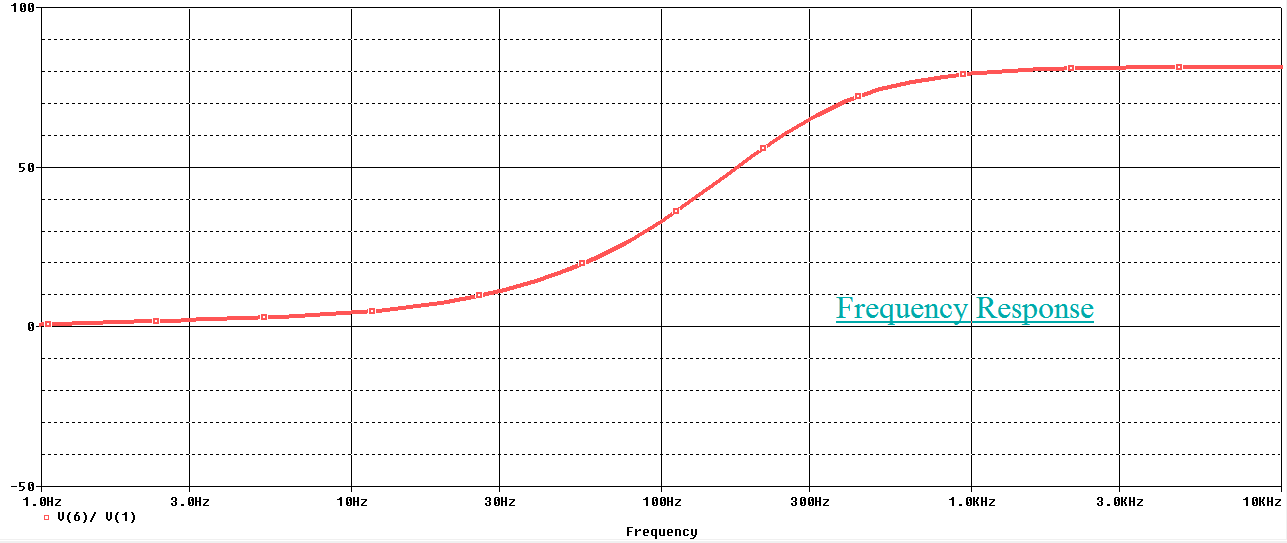 100
50
Frequency Response
0
-50
1.0Hz 3.0Hz 10Hz 30Hz 100Hz 300Hz 1.0KHz 3.0KHz 10KHz
V(6)/ V(1)
Frequency